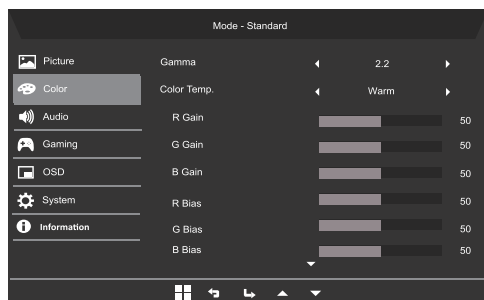 Mode - Standard
Picture
Color
Audio
Gaming
OSD
System
Information
Gamma 2.2
Color Temp. Warm
R Gain 50
G Gain 50
B Gain 50
R Bias 50
G Bias 50
B Bias 50